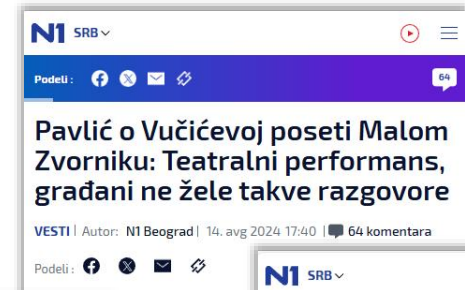 N1 SRB
Podeli :
64
Pavlić o Vučićevoj poseti Malom
Zvorniku: Teatralni performans,
građani ne žele takve razgovore
VESTI | Autor: N1 Beograd | 14. avg 2024 17:40 | 64 komentara
Podeli :
N1 SRB